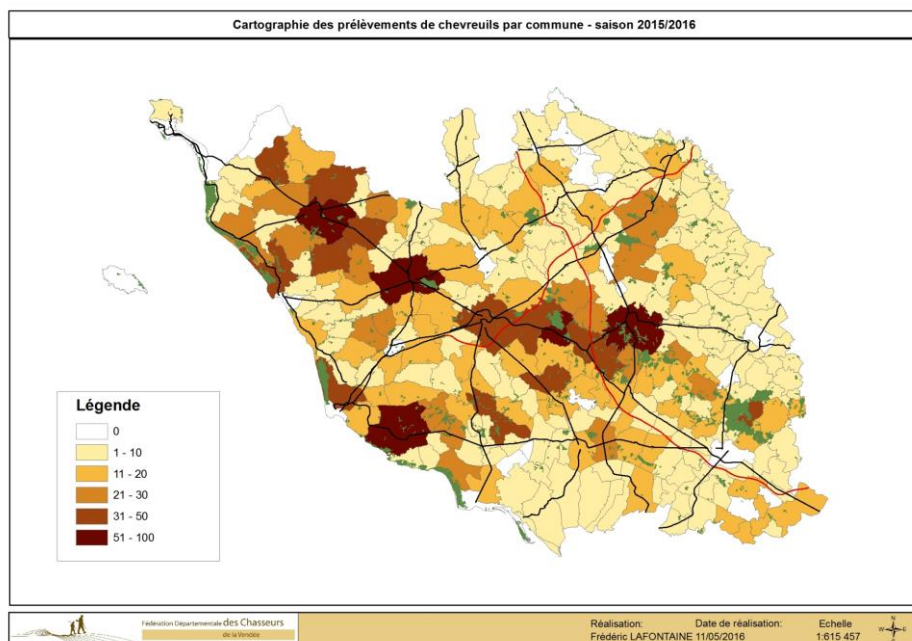 Cartographie des prélèvements de chevreuils par commune - saison 2015/2016
Légende
0
1 - 10
11 - 20
21 - 30
31 - 50
51 - 100
Fédération Départementale des Chasseurs
de la Vendée
Réalisation: Date de réalisation: Echelle
Frédéric LAFONTAINE 11/05/2016 1:615 457
N
W E
S